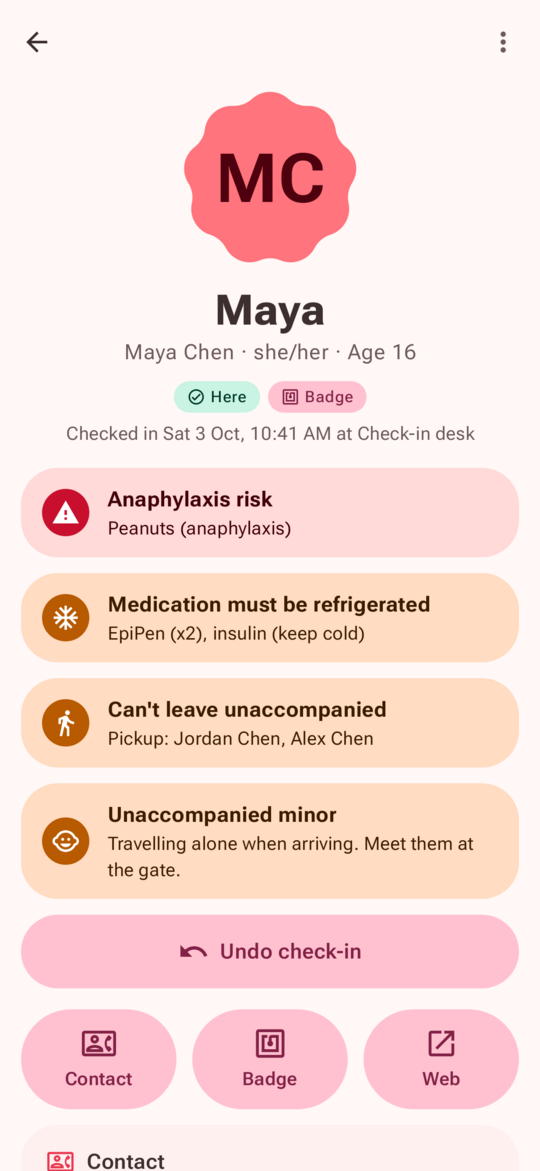 MC
Maya
Maya Chen · she/her · Age 16
Here
Badge
Checked in Sat 3 Oct, 10:41 AM at Check-in desk
Anaphylaxis risk
Peanuts (anaphylaxis)
Medication must be refrigerated
EpiPen (x2), insulin (keep cold)
Can't leave unaccompanied
Pickup: Jordan Chen, Alex Chen
Unaccompanied minor
Travelling alone when arriving. Meet them at
the gate.
Undo check-in
Contact
Badge
Web
Contact